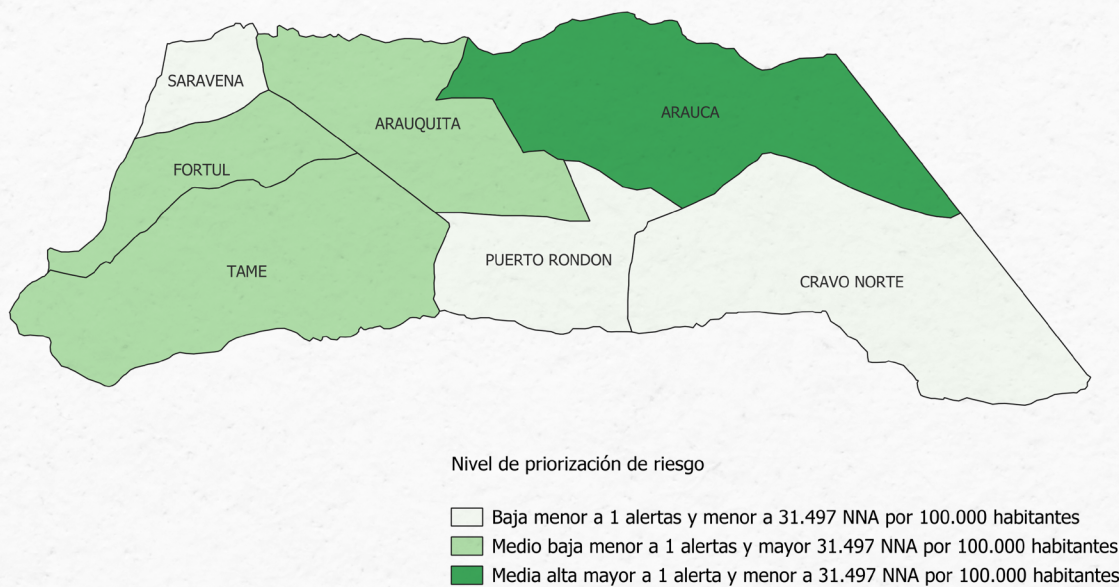 SARAVENA
ARAUCA
ARAUQUITA
FORTUL
PUERTO RONDON
TAME
CRAVO NORTE
Nivel de priorización de riesgo
Baja menor a 1 alertas y menor a 31.497 NNA por 100.000 habitantes
Medio baja menor a 1 alertas y mayor 31.497 NNA por 100.000 habitantes
Media alta mayor a 1 alerta y menor a 31.497 NNA por 100.000 habitantes